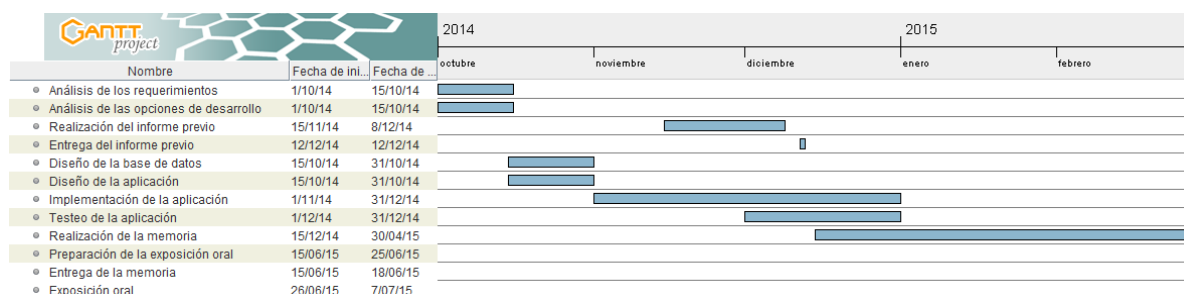 GANTT project
2014 2015
Nombre Fecha de ini... Fecha de ... octubre noviembre diciembre enero febrero
Análisis de los requerimientos 1/10/14 15/10/14
Análisis de las opciones de desarrollo 1/10/14 15/10/14
Realización del informe previo 15/11/14 8/12/14
Entrega del informe previo 12/12/14 12/12/14
Diseño de la base de datos 15/10/14 31/10/14
Diseño de la aplicación 15/10/14 31/10/14
Implementación de la aplicación 1/11/14 31/12/14
Testeo de la aplicación 1/12/14 31/12/14
Realización de la memoria 15/12/14 30/04/15
Preparación de la exposición oral 15/06/15 25/06/15
Entrega de la memoria 15/06/15 18/06/15
Exposición oral 26/06/15 7/07/15